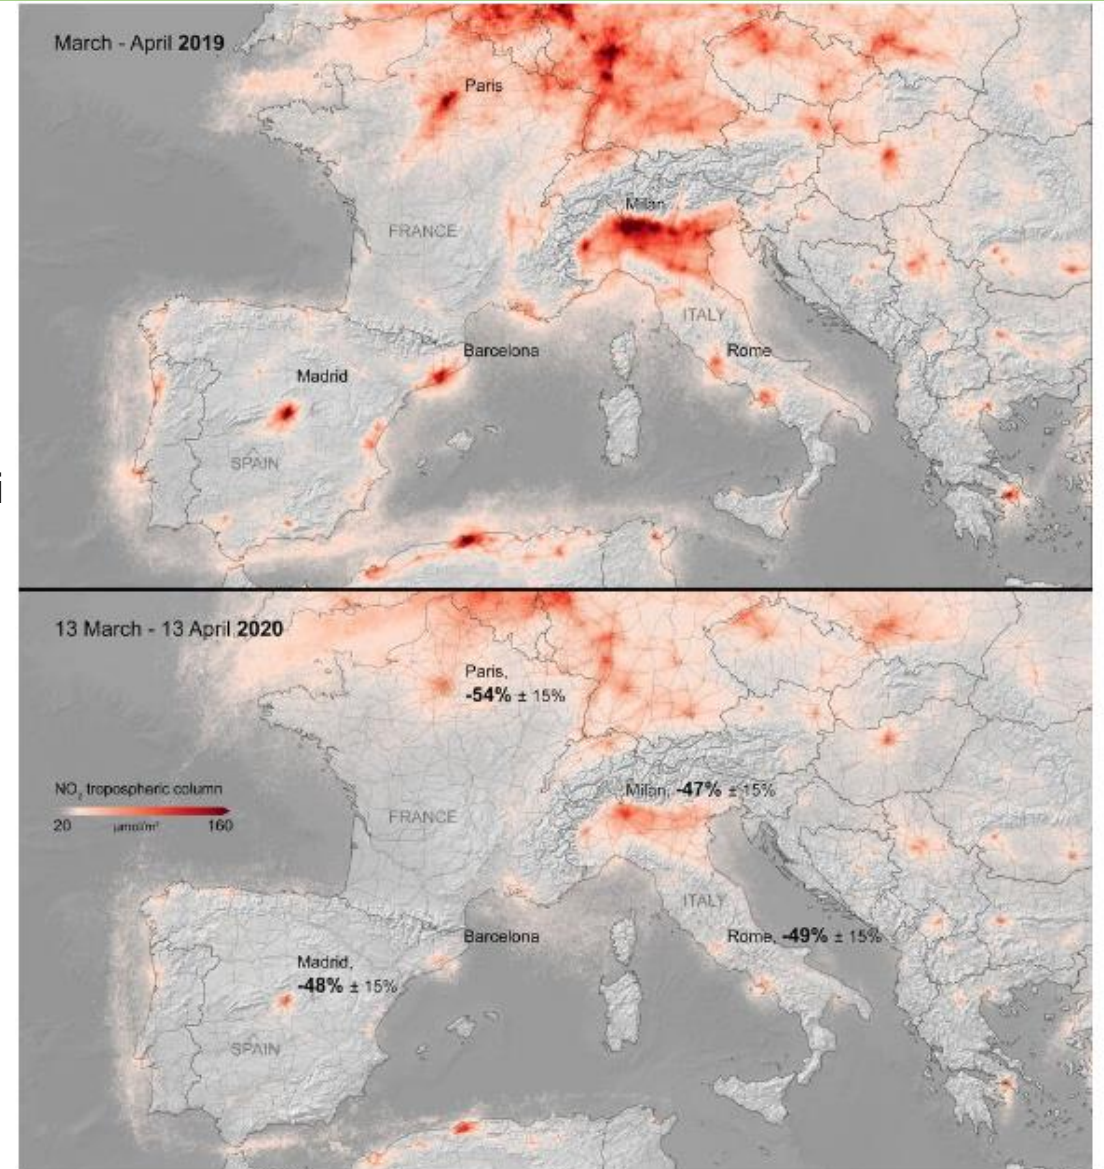 March - April 2019
Paris
Milan
FRANCE
ITALY
Barcelona
Rome
Madrid
SPAIN
i
13 March - 13 April 2020
Paris,
-54% ± 15%
NO₂ tropospheric column
20 μmol/m² 160
Milan, -47% ± 15%
FRANCE
ITALY
Barcelona
Rome, -49% ± 15%
Madrid,
-48% ± 15%
SPAIN